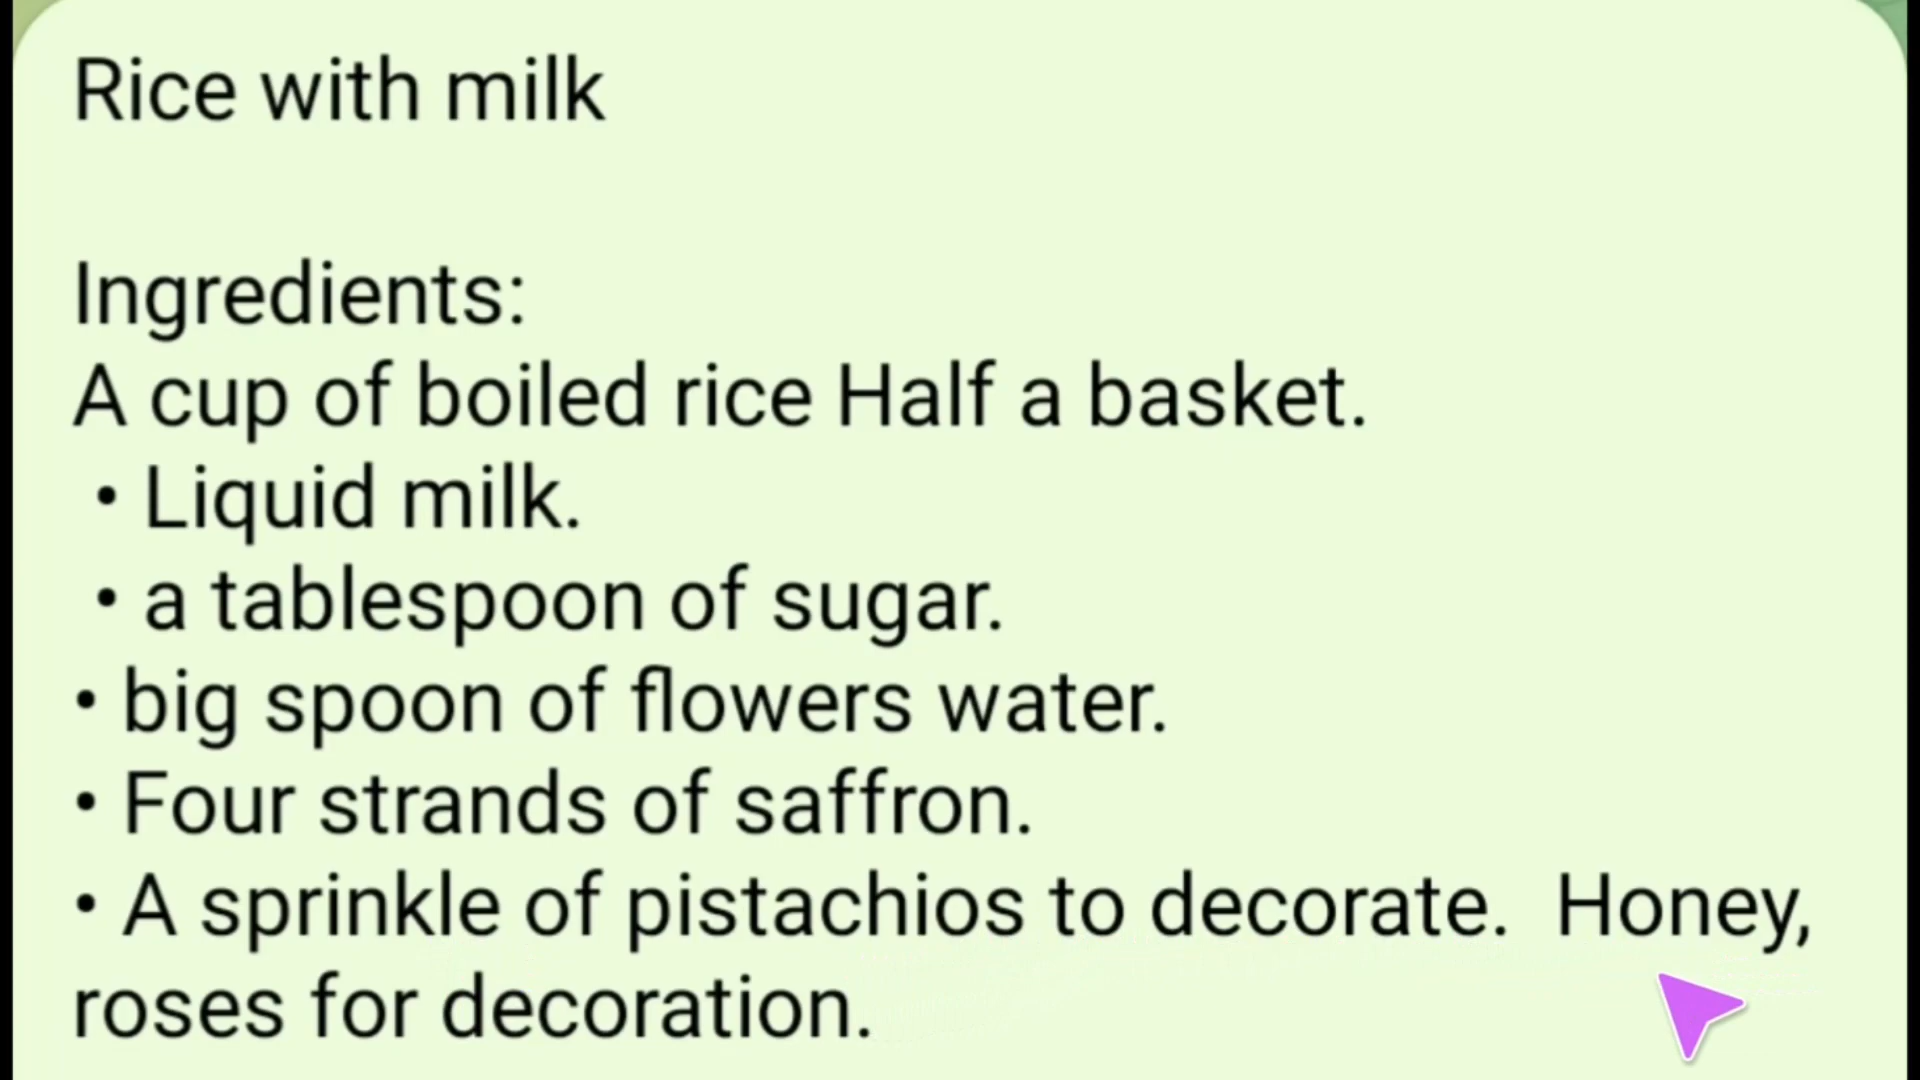 Rice with milk
Ingredients:
A cup of boiled rice Half a basket.
• Liquid milk.
• a tablespoon of sugar.
• big spoon of flowers water.
• Four strands of saffron.
• A sprinkle of pistachios to decorate.  Honey,
roses for decoration.